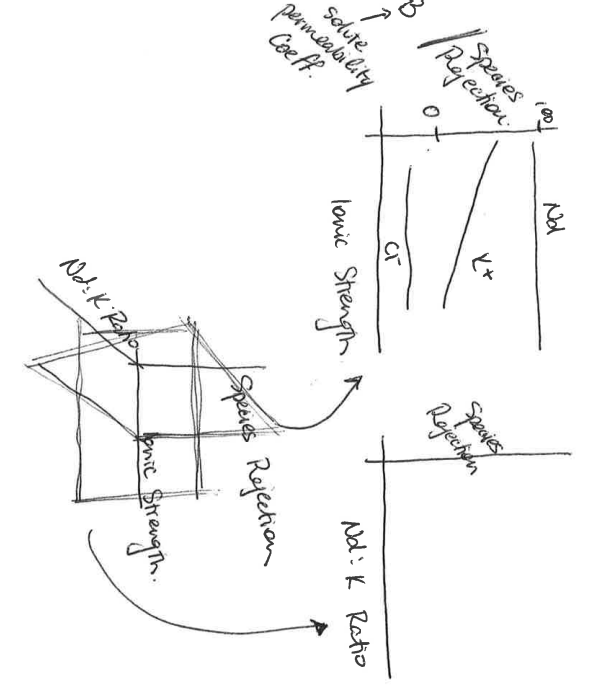 solute
permeability
Coeff.
B
Species
Rejection
100
0
Nd
K+
Cl-
Ionic Strength
Nd:K Ratio
Species Rejection
Ionic Strength.
Species
Rejection
Nd:K Ratio